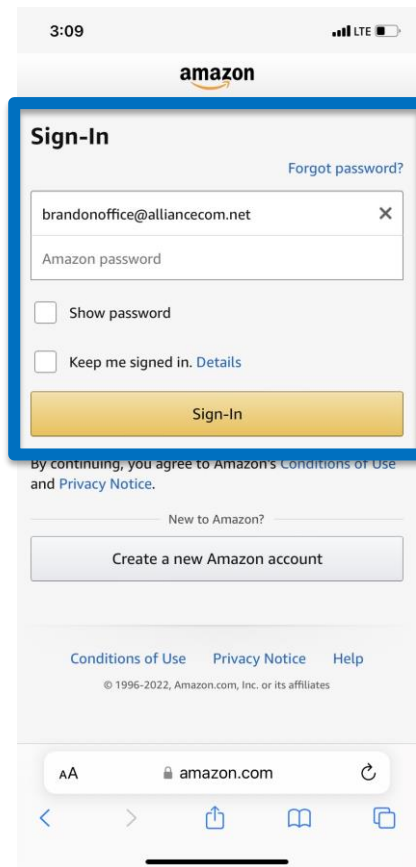 3:09 LTE
amazon
Sign-In
Forgot password?
brandonoffice@alliancecom.net
Amazon password
Show password
Keep me signed in. Details
Sign-In
By continuing, you agree to Amazon's Conditions of Use
and Privacy Notice.
New to Amazon?
Create a new Amazon account
Conditions of Use Privacy Notice Help
© 1996-2022, Amazon.com, Inc. or its affiliates
AA amazon.com